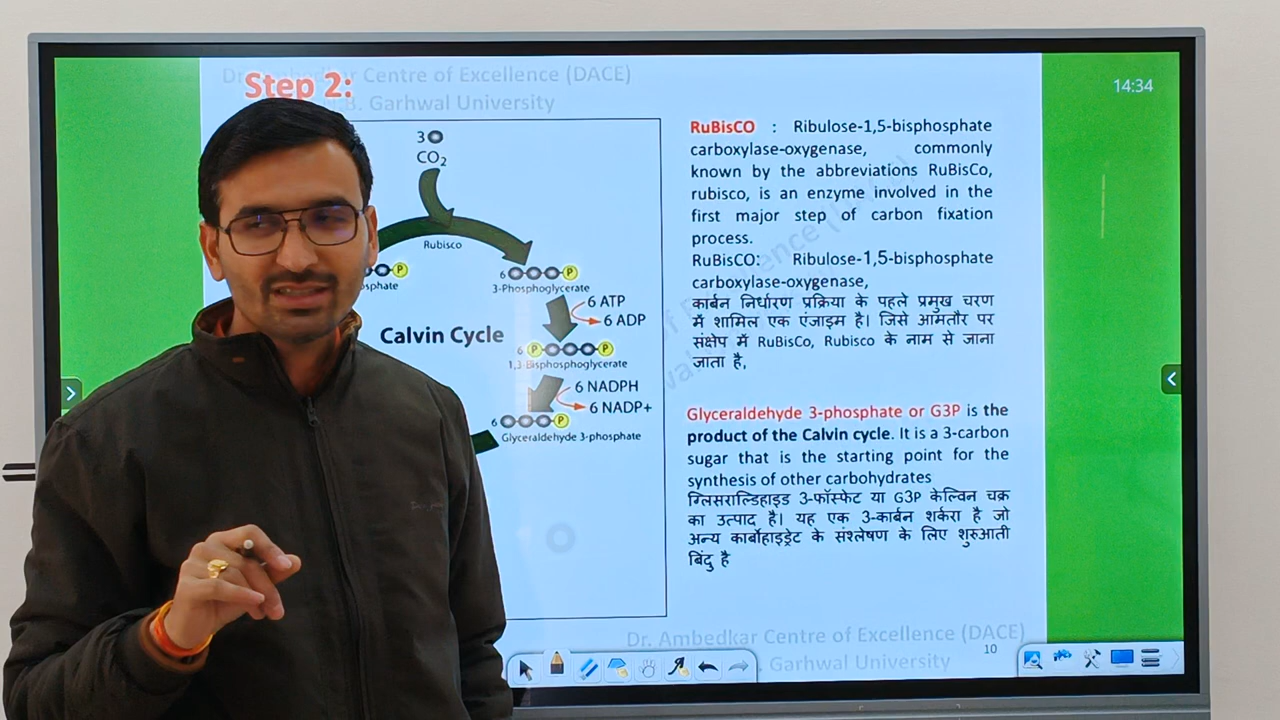 Dr. Ambedkar Centre of Excellence (DACE)
Step 2:
B. Garhwal University
14:34
3
CO2
Rubisco
P
6 P
3-Phosphoglycerate
6 ATP
6 ADP
Calvin Cycle
6 P P
1,3 Bisphosphoglycerate
6 NADPH
6 NADP+
6 P
Glyceraldehyde 3-phosphate
RuBisCO : Ribulose-1,5-bisphosphate
carboxylase-oxygenase, commonly
known by the abbreviations RuBisCo,
rubisco, is an enzyme involved in the
first major step of carbon fixation
process.
RuBisCO: Ribulose-1,5-bisphosphate
carboxylase-oxygenase,
कार्बन निर्धारण प्रक्रिया के पहले प्रमुख चरण
में शामिल एक एंजाइम है। जिसे आमतौर पर
संक्षेप में RuBisCo, Rubisco के नाम से जाना
जाता है,
Glyceraldehyde 3-phosphate or G3P is the
product of the Calvin cycle. It is a 3-carbon
sugar that is the starting point for the
synthesis of other carbohydrates
ग्लिसराल्डिहाइड 3-फॉस्फेट या G3P केल्विन चक्र
का उत्पाद है। यह एक 3-कार्बन शर्करा है जो
अन्य कार्बोहाइड्रेट के संश्लेषण के लिए शुरुआती
बिंदु है
Dr. Ambedkar Centre of Excellence (DACE)
Garhwal University
10